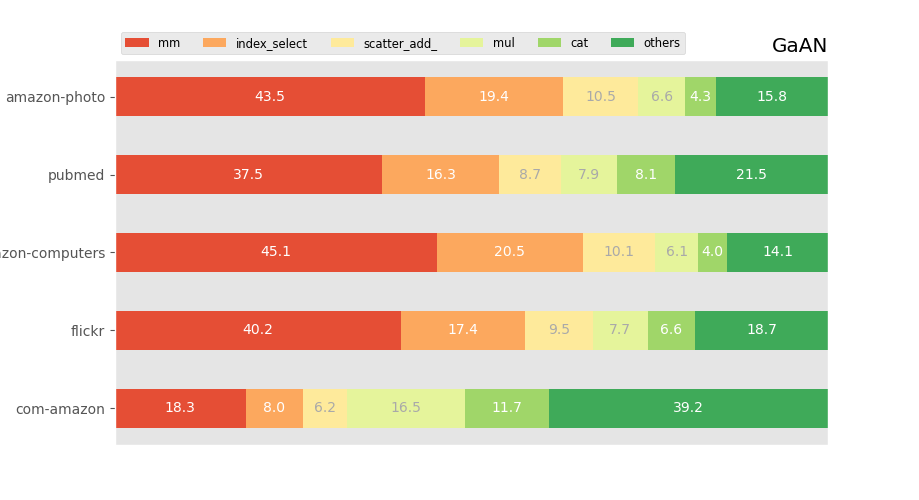 mm index_select scatter_add_ mul cat others
GaAN
amazon-photo 43.5 19.4 10.5 6.6 4.3 15.8
pubmed 37.5 16.3 8.7 7.9 8.1 21.5
zon-computers 45.1 20.5 10.1 6.1 4.0 14.1
flickr 40.2 17.4 9.5 7.7 6.6 18.7
com-amazon 18.3 8.0 6.2 16.5 11.7 39.2